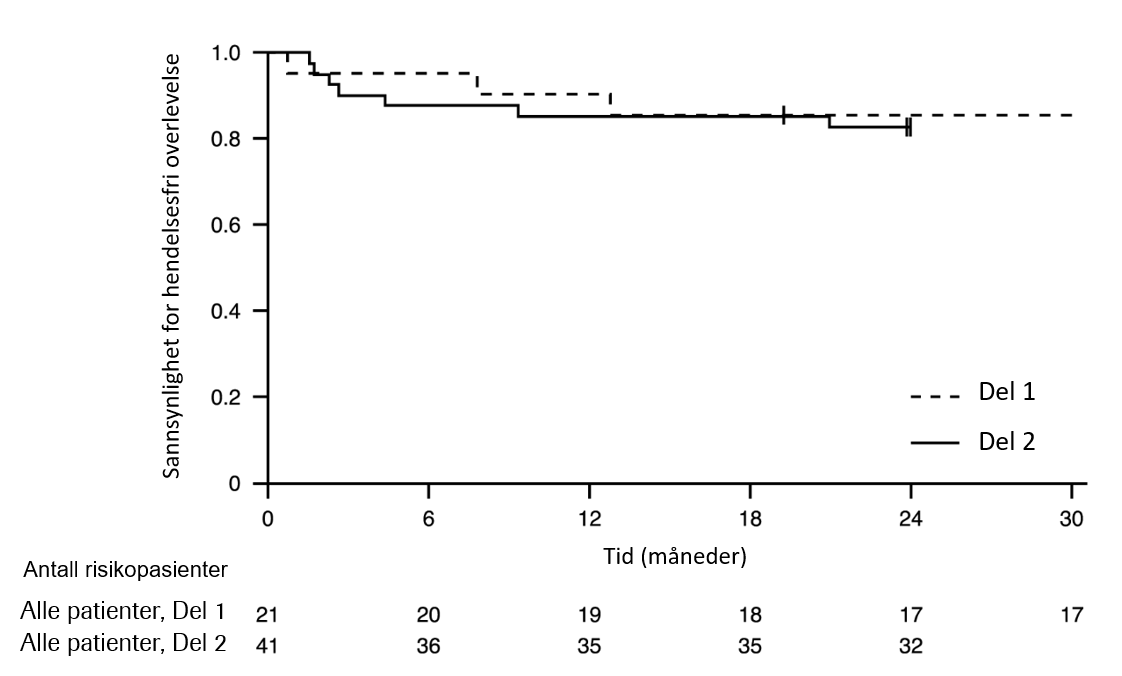 Sannsynlighet for hendelsesfri overlevelse
1.0
0.8
0.6
0.4
0.2
0
Del 1
Del 2
0 6 12 18 24 30
Tid (måneder)
Antall risikopasienter
Alle patienter, Del 1 21 20 19 18 17 17
Alle patienter, Del 2 41 36 35 35 32